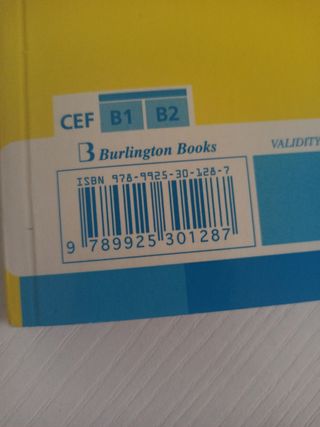 CEF B1 B2
Burlington Books
VALIDITY
ISBN 978-9925-30-128-7
9 789925 301287